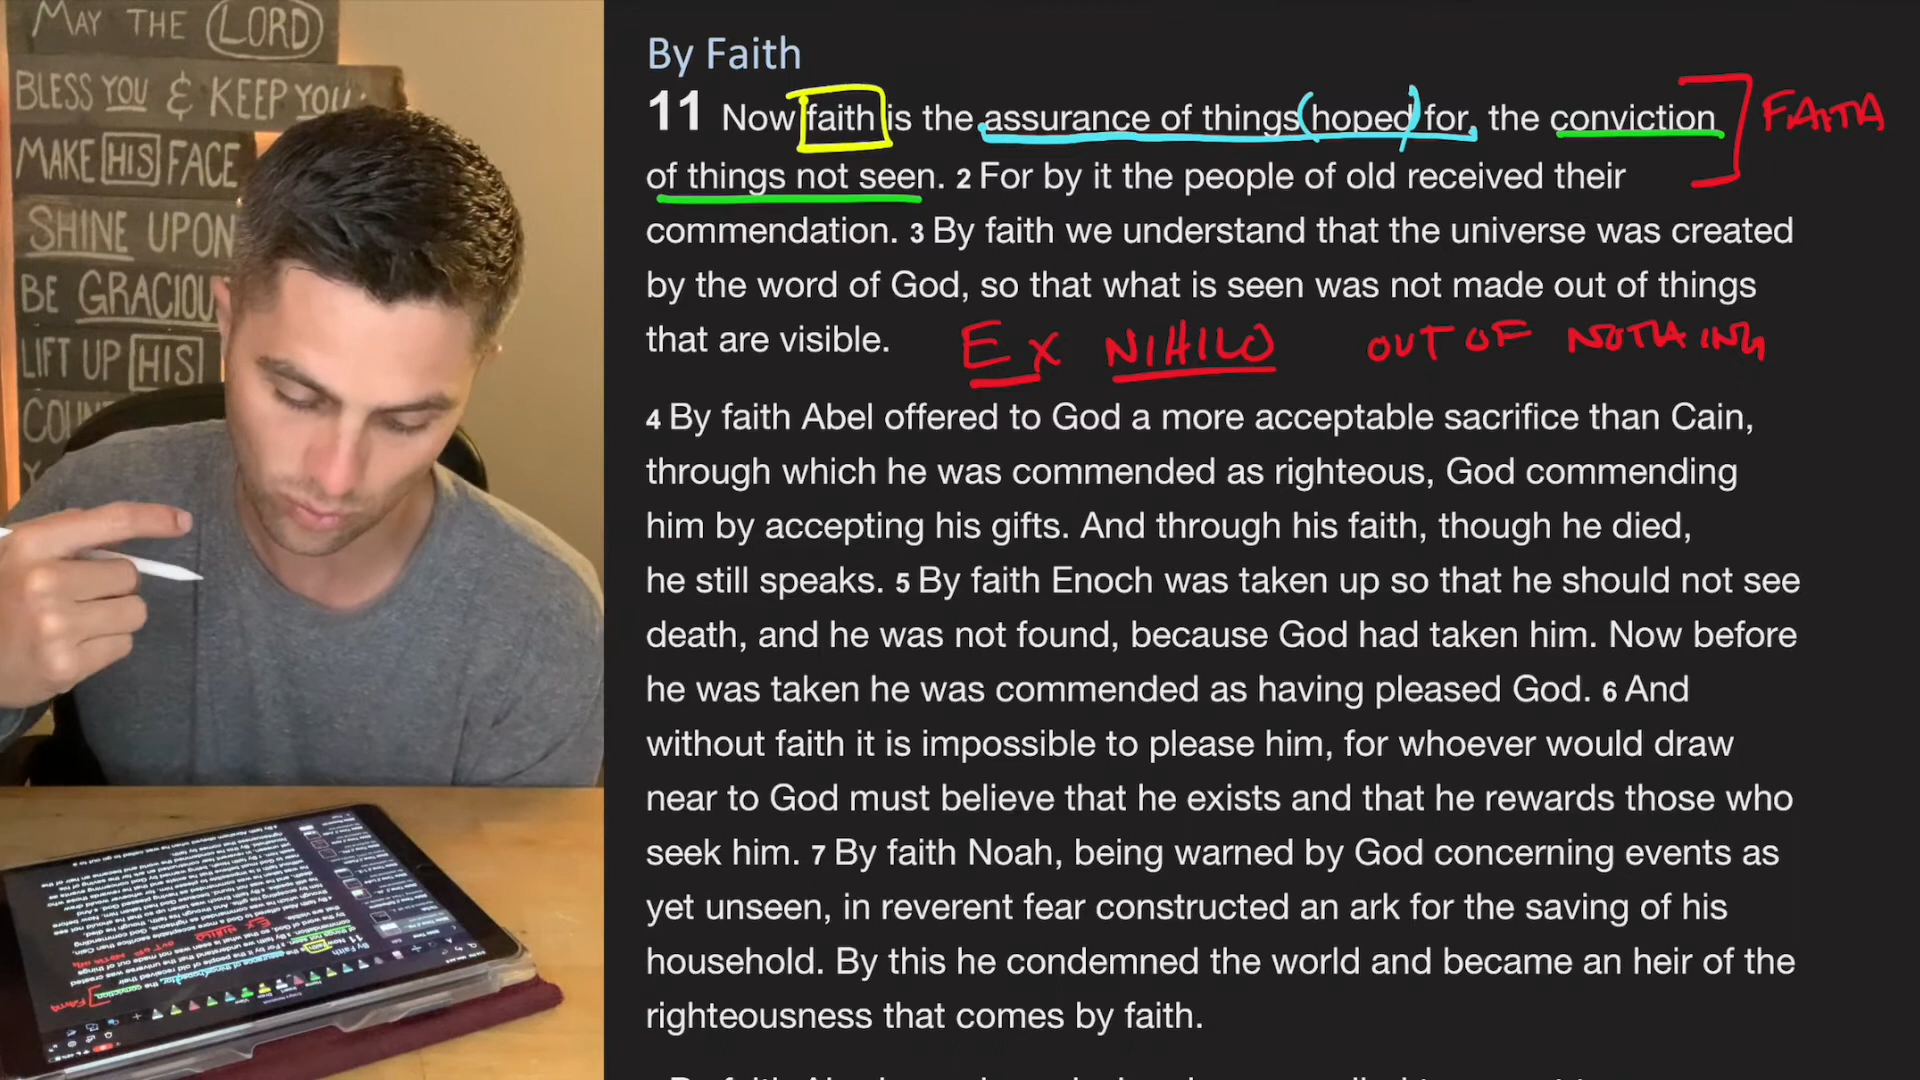 MAY THE LORD
BLESS YOU & KEEP YOU
MAKE HIS FACE
SHINE UPON
BE GRACIOU
LIFT UP HIS
COUN
By Faith
11 Now faith is the assurance of things (hoped) for, the conviction FAITH
of things not seen. 2 For by it the people of old received their
commendation. 3 By faith we understand that the universe was created
by the word of God, so that what is seen was not made out of things
that are visible. EX NIHILO OUT OF NOTHING
4 By faith Abel offered to God a more acceptable sacrifice than Cain,
through which he was commended as righteous, God commending
him by accepting his gifts. And through his faith, though he died,
he still speaks. 5 By faith Enoch was taken up so that he should not see
death, and he was not found, because God had taken him. Now before
he was taken he was commended as having pleased God. 6 And
without faith it is impossible to please him, for whoever would draw
near to God must believe that he exists and that he rewards those who
seek him. 7 By faith Noah, being warned by God concerning events as
yet unseen, in reverent fear constructed an ark for the saving of his
household. By this he condemned the world and became an heir of the
righteousness that comes by faith.